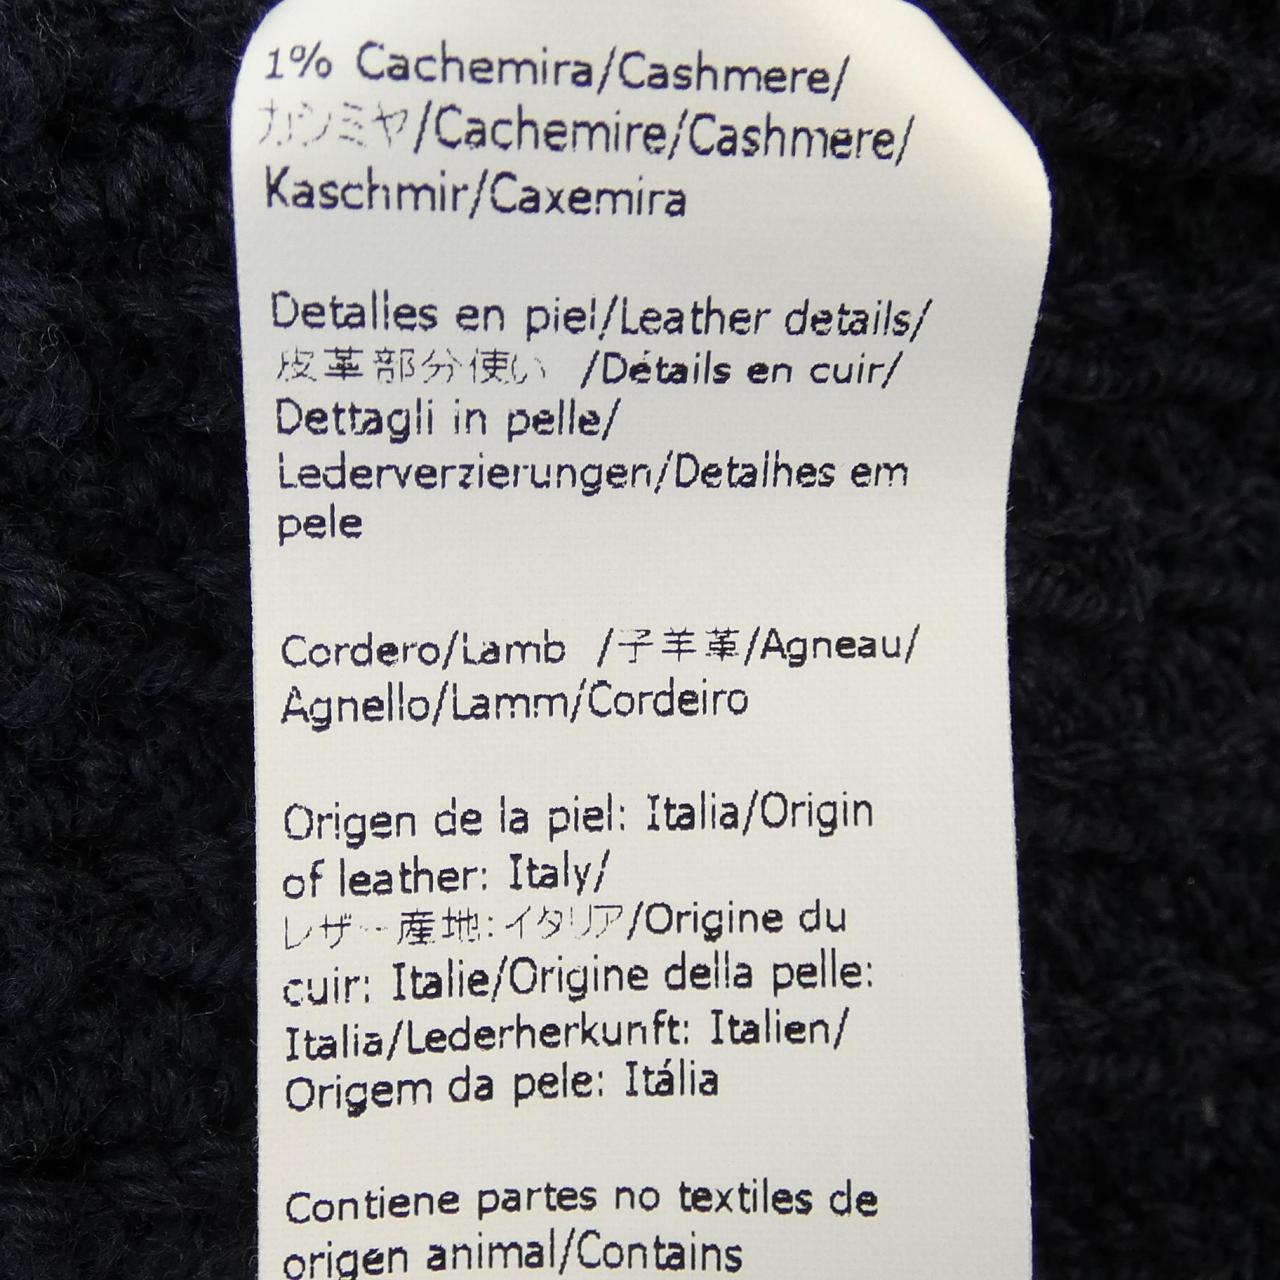 1% Cachemira/Cashmere/
カシミヤ/Cachemire/Cashmere/
Kaschmir/Caxemira
Detalles en piel/Leather details/
皮革部分使い /Détails en cuir/
Dettagli in pelle/
Lederverzierungen/Detalhes em
pele
Cordero/Lamb /子羊革/Agneau/
Agnello/Lamm/Cordeiro
Origen de la piel: Italia/Origin
of leather: Italy/
レザー産地:イタリア/Origine du
cuir: Italie/Origine della pelle:
Italia/Lederherkunft: Italien/
Origem da pele: Itália
Contiene partes no textiles de
origen animal/Contains